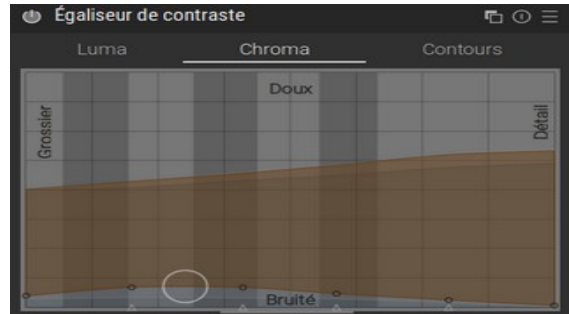 Égaliseur de contraste
Luma Chroma Contours
Doux
Grossier
Détail
Bruité